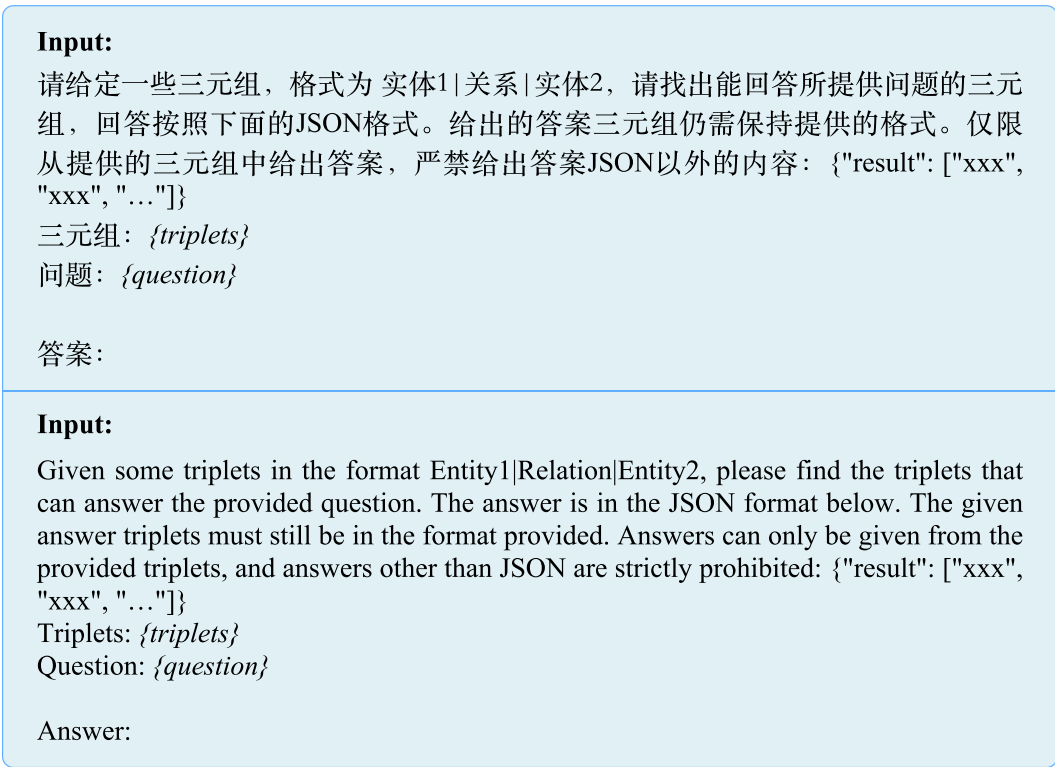 Input:
请给定一些三元组，格式为 实体1|关系|实体2，请找出能回答所提供问题的三元
组，回答按照下面的JSON格式。给出的答案三元组仍需保持提供的格式。仅限
从提供的三元组中给出答案，严禁给出答案JSON以外的内容：{"result": ["xxx",
"xxx", "…"]}
三元组：{triplets}
问题：{question}
答案：
Input:
Given some triplets in the format Entity1|Relation|Entity2, please find the triplets that
can answer the provided question. The answer is in the JSON format below. The given
answer triplets must still be in the format provided. Answers can only be given from the
provided triplets, and answers other than JSON are strictly prohibited: {"result": ["xxx",
"xxx", "…"]}
Triplets: {triplets}
Question: {question}
Answer: